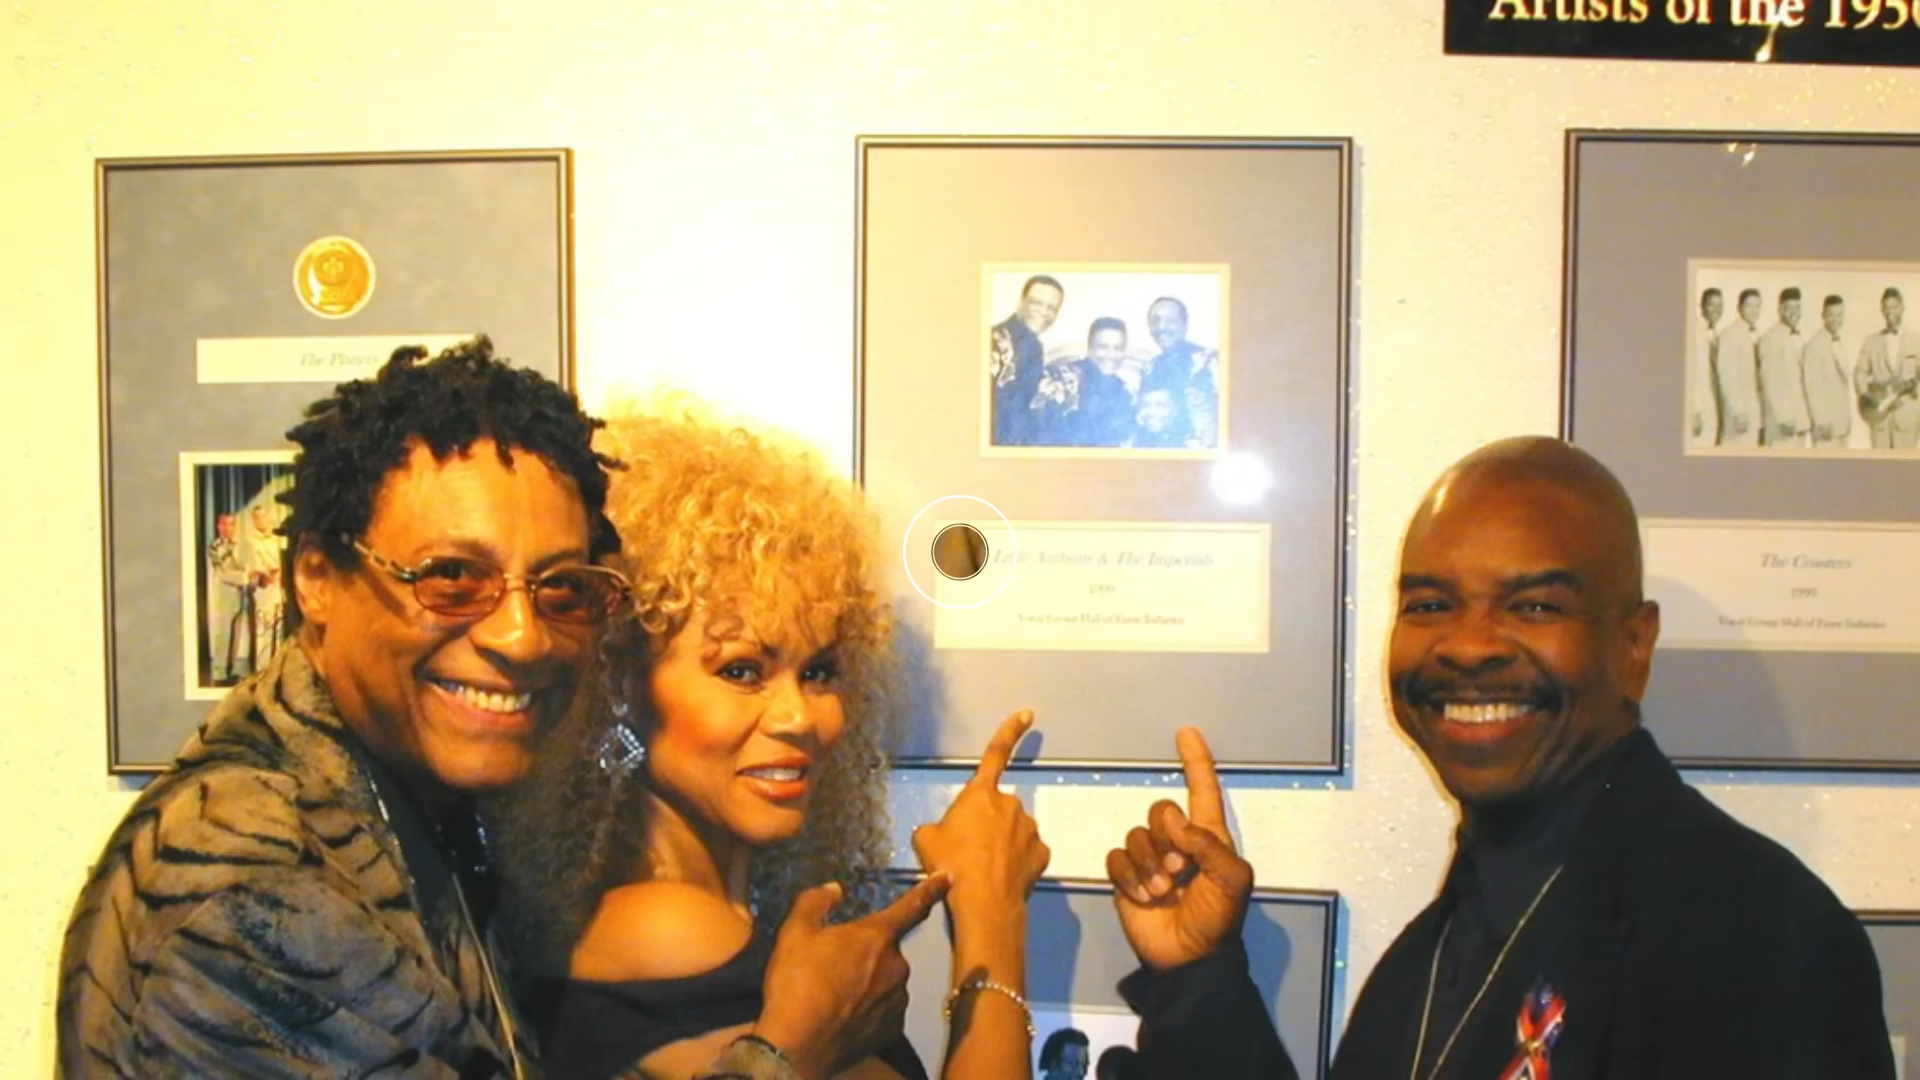 Artists of the 195
The Platters
Little Anthony & The Imperials
1999
Vocal Group Hall of Fame Inductee
The Coasters
1999
Vocal Group Hall of Fame Inductee